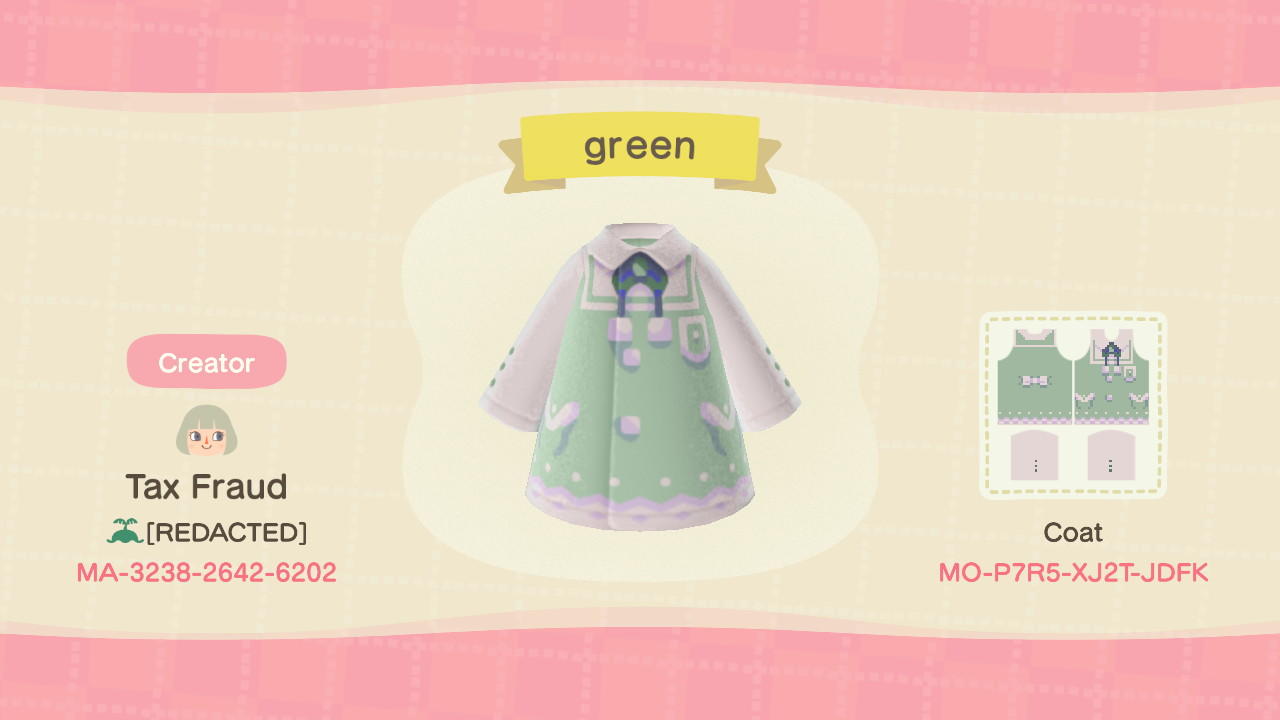 green
Creator
Tax Fraud
[REDACTED]
MA-3238-2642-6202
Coat
MO-P7R5-XJ2T-JDFK